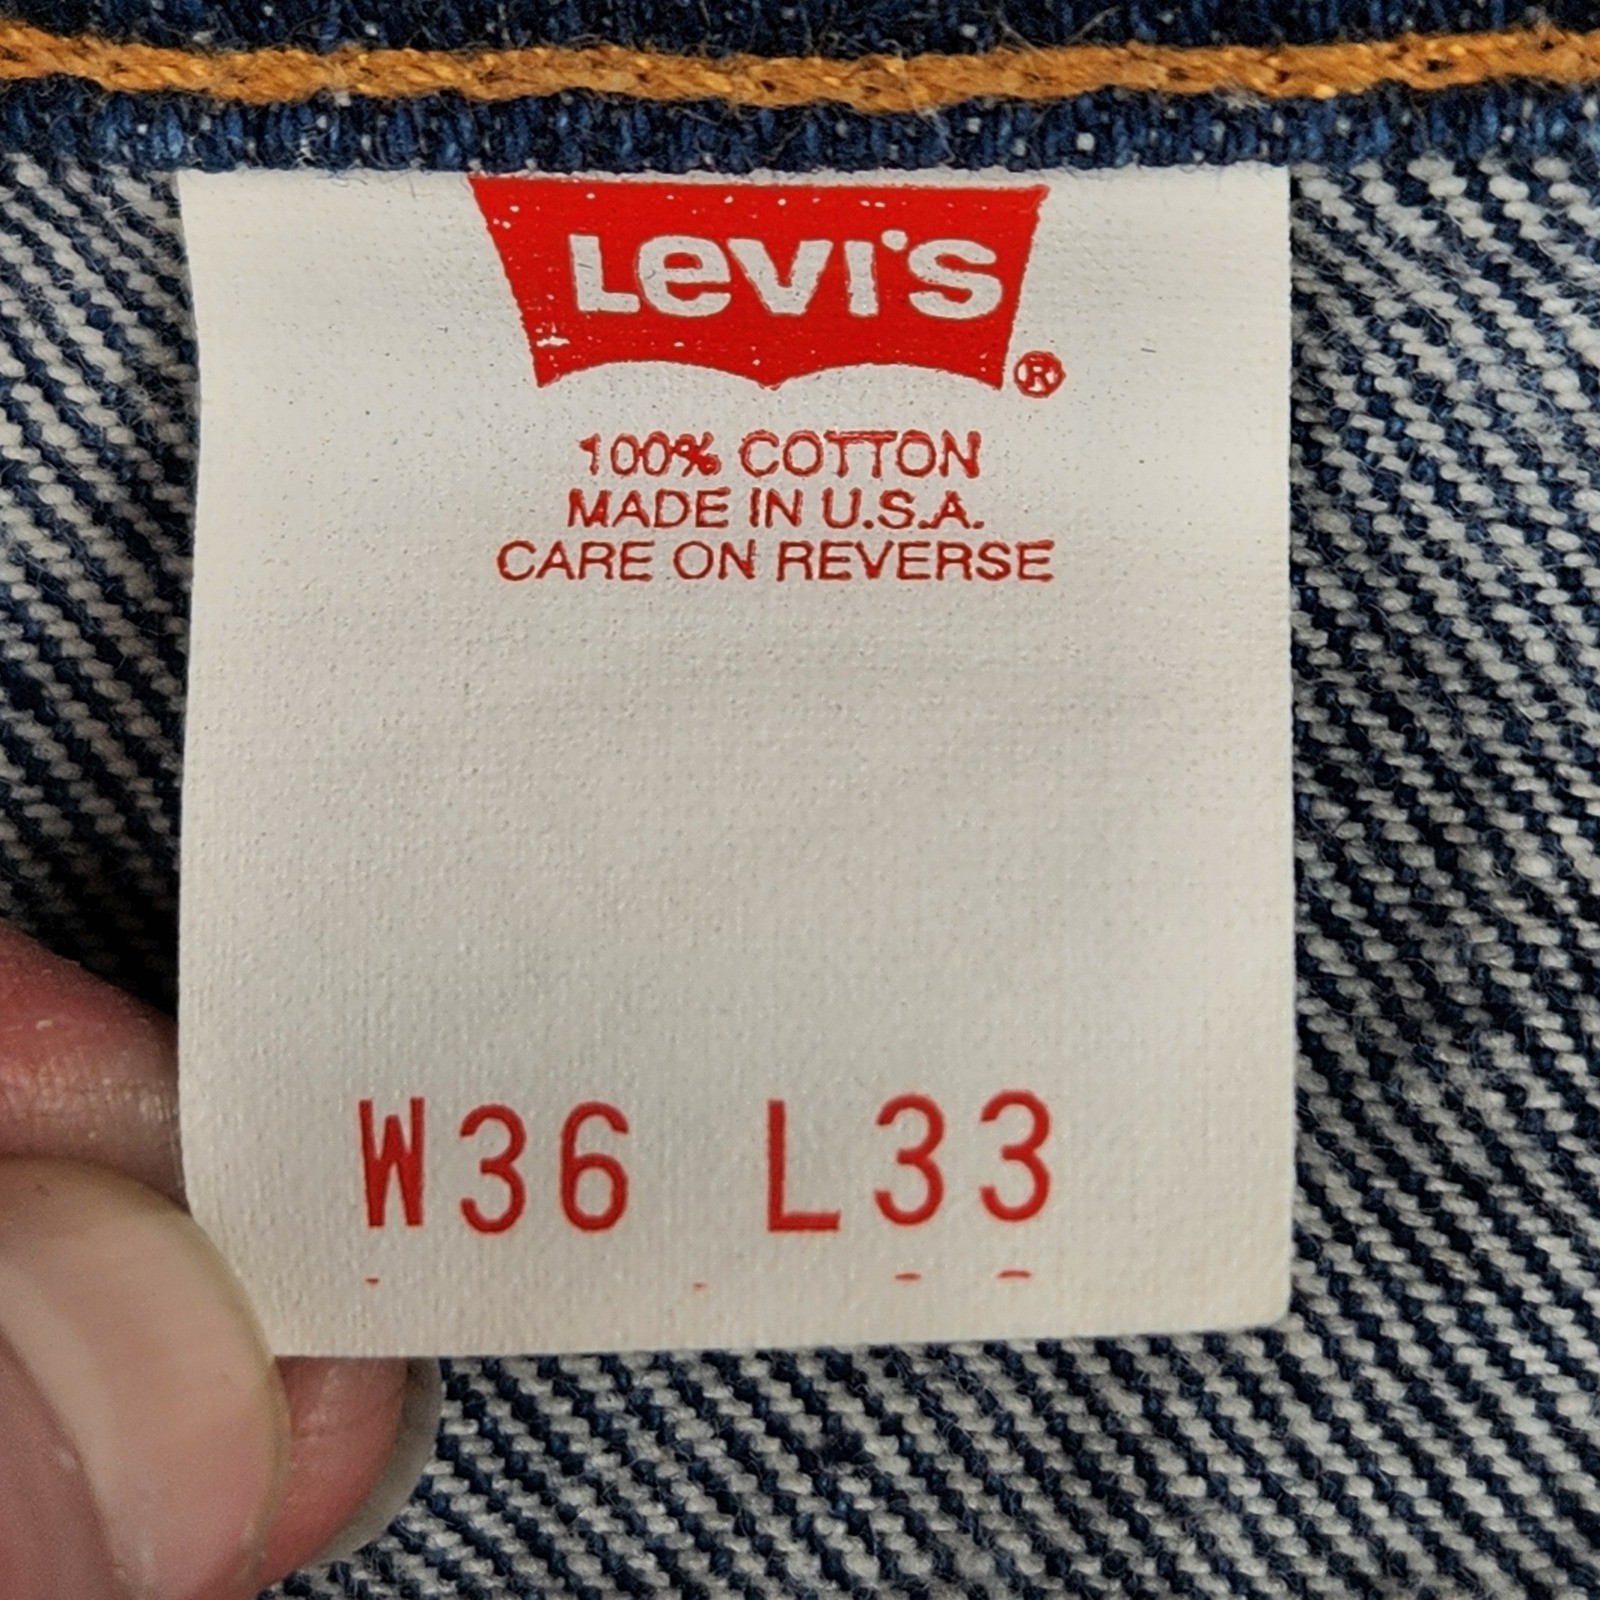 LEVI'S
®
100% COTTON
MADE IN U.S.A.
CARE ON REVERSE
W36 L33